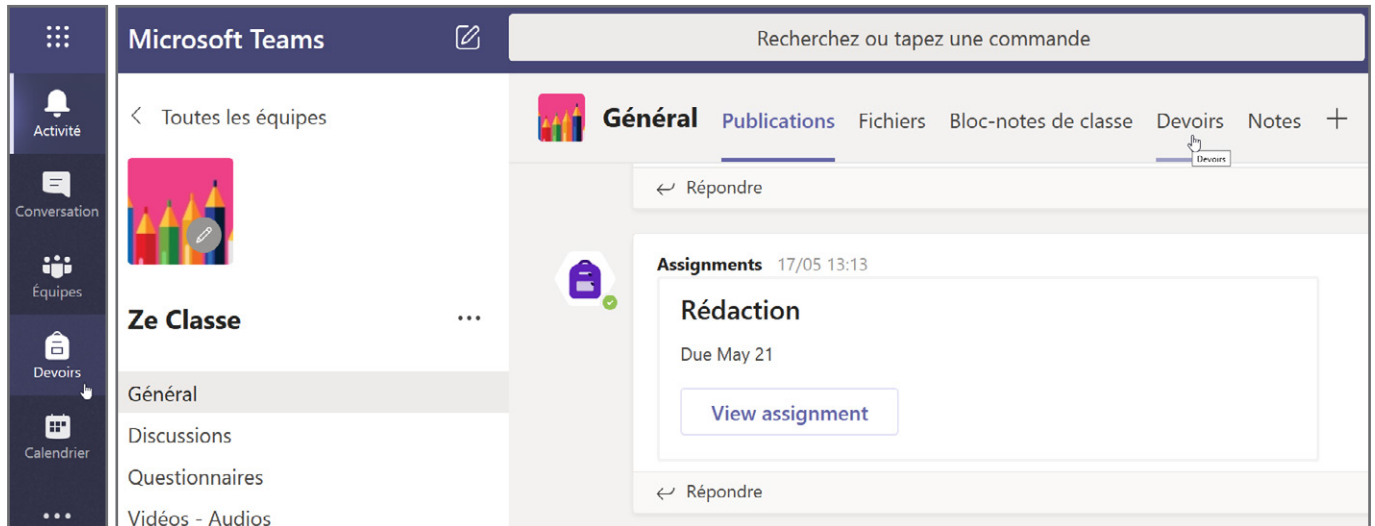 Activité
Conversation
Équipes
Devoirs
Calendrier
Microsoft Teams
Recherchez ou tapez une commande
Toutes les équipes
Ze Classe
Général
Discussions
Questionnaires
Vidéos - Audios
Général Publications Fichiers Bloc-notes de classe Devoirs Notes
Devoirs
Répondre
Assignments 17/05 13:13
Rédaction
Due May 21
View assignment
Répondre